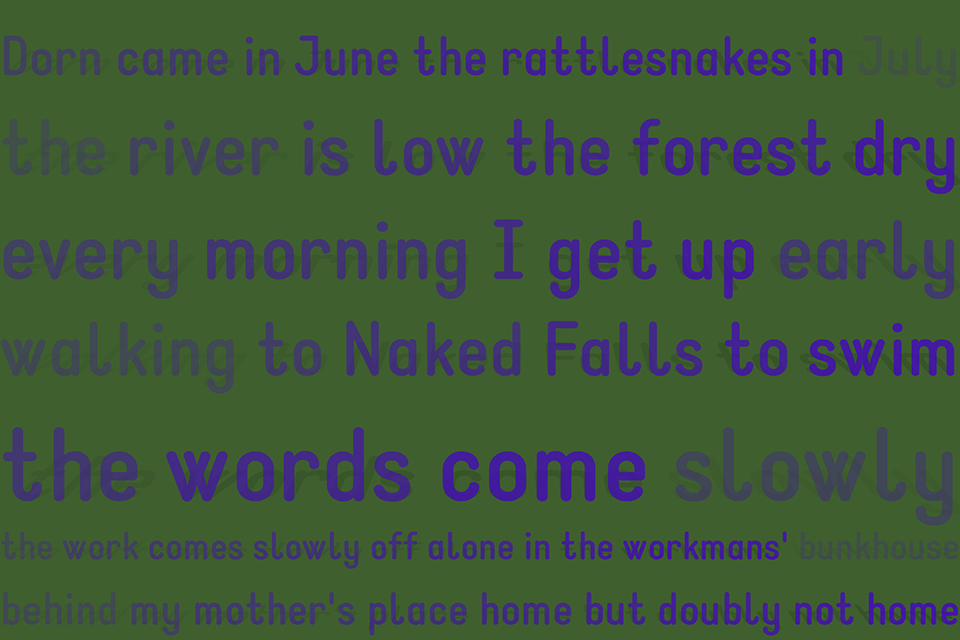 Dorn came in June the rattlesnakes in July
the river is low the forest dry
every morning I get up early
walking to Naked Falls to swim
the words come slowly
the work comes slowly off alone in the workmans' bunkhouse
behind my mother's place home but doubly not home